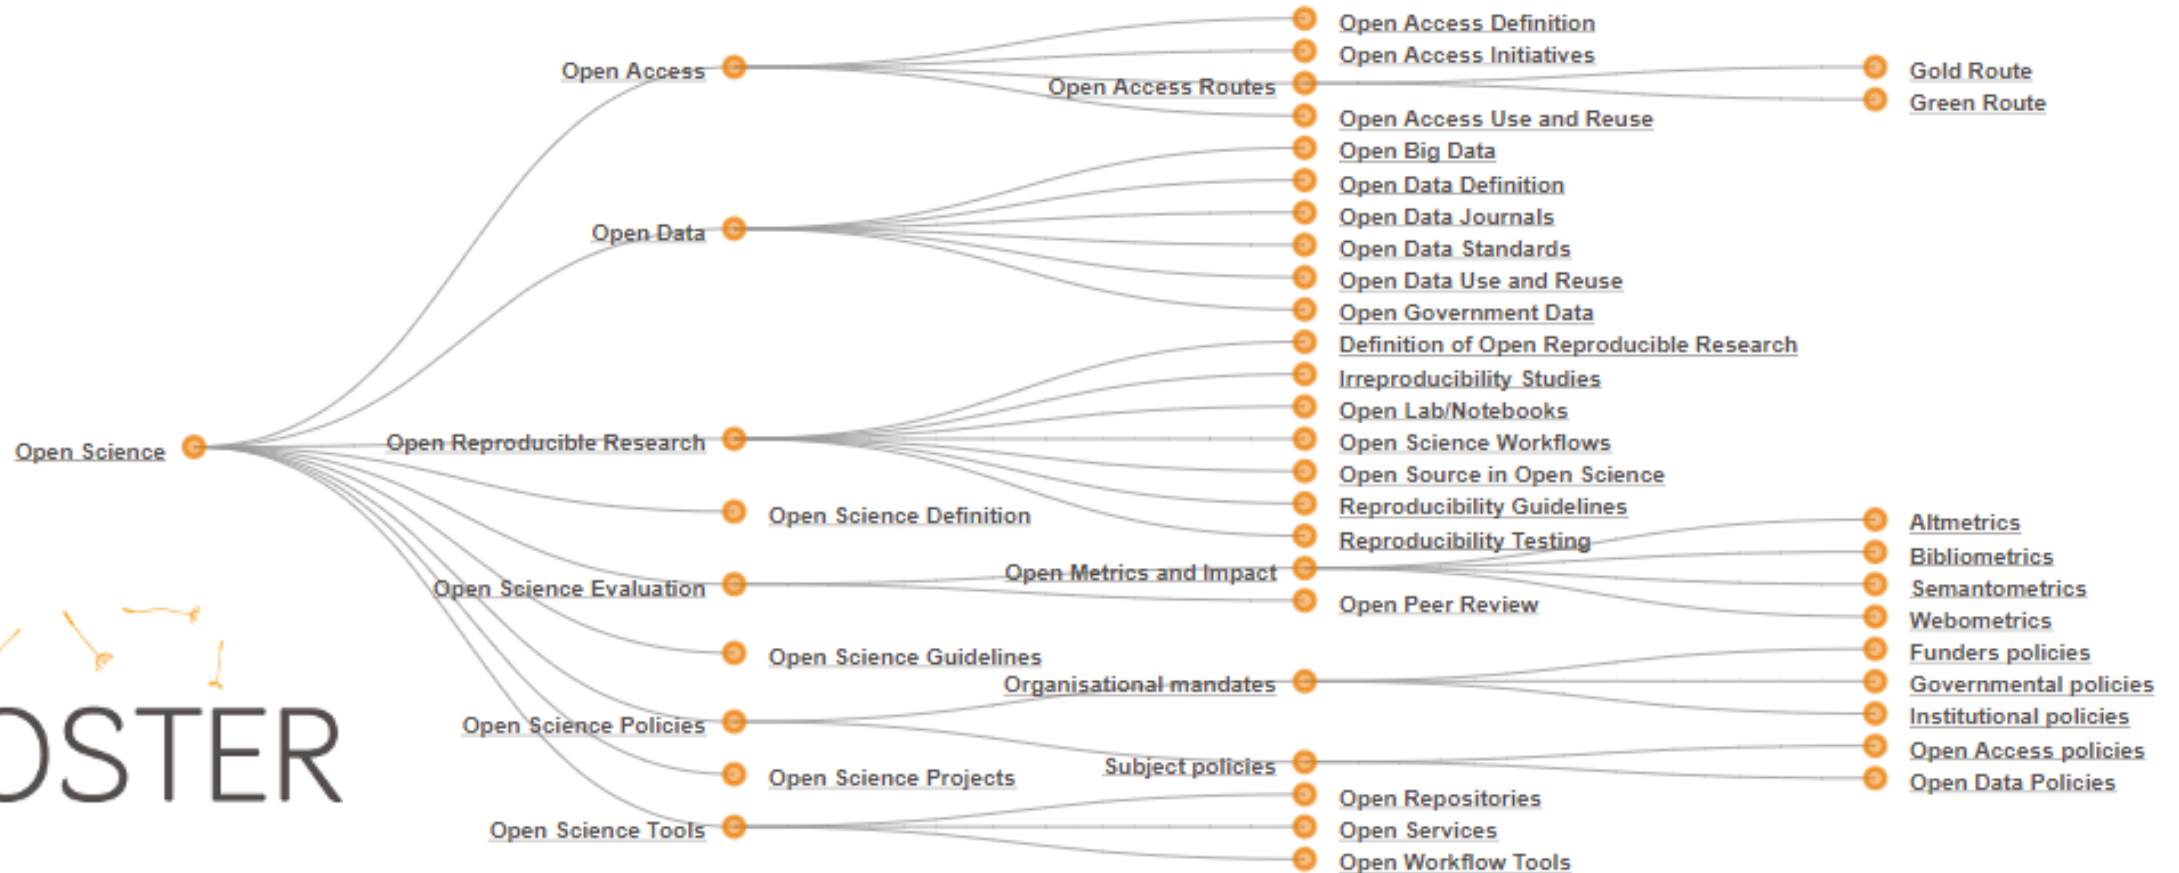 Open Science
Open Access
Open Access Definition
Open Access Initiatives
Open Access Routes
Gold Route
Green Route
Open Access Use and Reuse
Open Data
Open Big Data
Open Data Definition
Open Data Journals
Open Data Standards
Open Data Use and Reuse
Open Government Data
Open Reproducible Research
Definition of Open Reproducible Research
Irreproducibility Studies
Open Lab/Notebooks
Open Science Workflows
Open Source in Open Science
Reproducibility Guidelines
Reproducibility Testing
Open Science Definition
Open Science Evaluation
Open Metrics and Impact
Altmetrics
Bibliometrics
Semantometrics
Webometrics
Open Peer Review
Open Science Guidelines
Open Science Policies
Organisational mandates
Funders policies
Governmental policies
Institutional policies
Subject policies
Open Access policies
Open Data Policies
Open Science Projects
Open Science Tools
Open Repositories
Open Services
Open Workflow Tools
OSTER